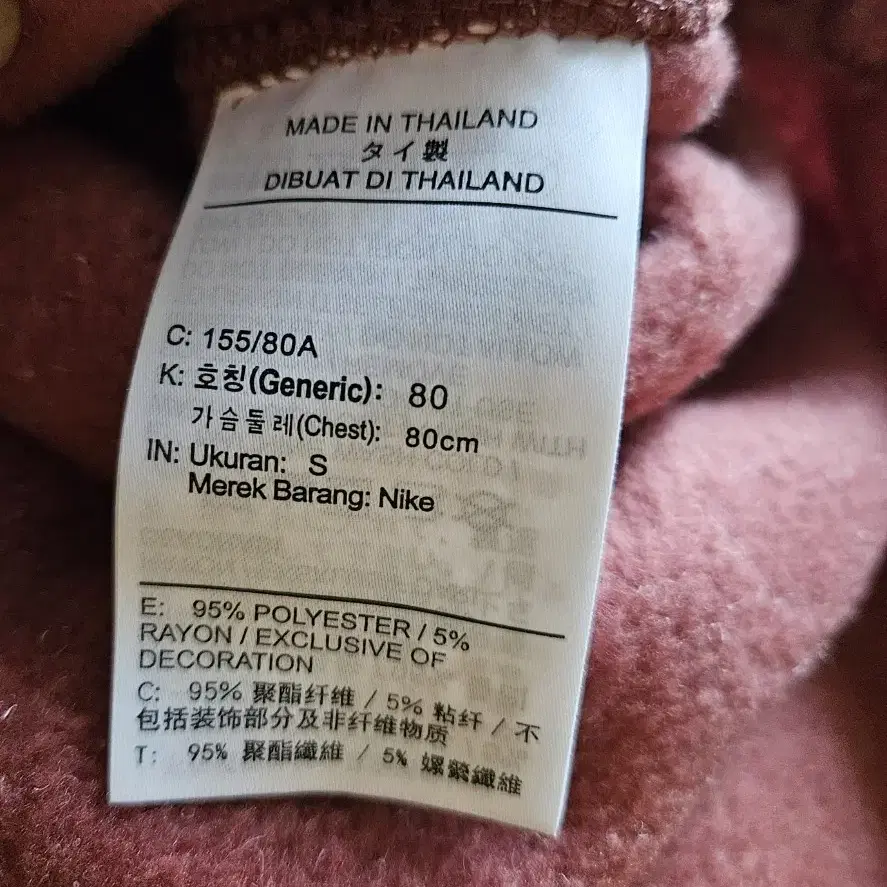 MADE IN THAILAND
タイ製
DIBUAT DI THAILAND
C: 155/80A
K: 호칭(Generic): 80
가슴둘레(Chest): 80cm
IN: Ukuran: S
Merek Barang: Nike
E: 95% POLYESTER / 5%
RAYON / EXCLUSIVE OF
DECORATION
C: 95% 聚酯纤维 / 5% 粘纤 / 不
包括装饰部分及非纤维物质
T: 95% 聚酯纖維 / 5% 嫘縈纖維